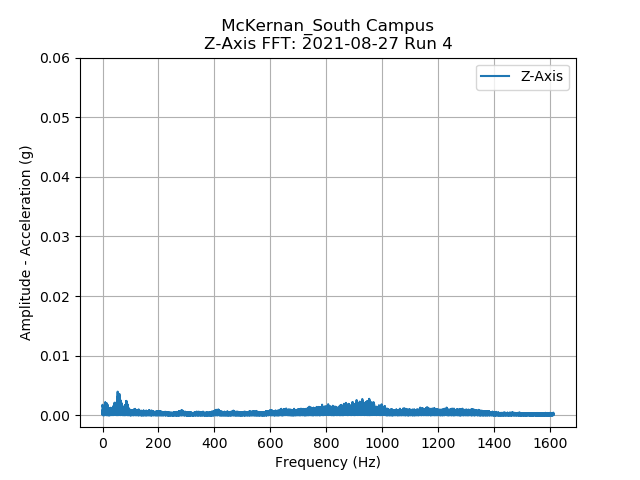 McKernan_South Campus
Z-Axis FFT: 2021-08-27 Run 4
Z-Axis
0.06
0.05
0.04
0.03
0.02
0.01
0.00
Amplitude - Acceleration (g)
0 200 400 600 800 1000 1200 1400 1600
Frequency (Hz)